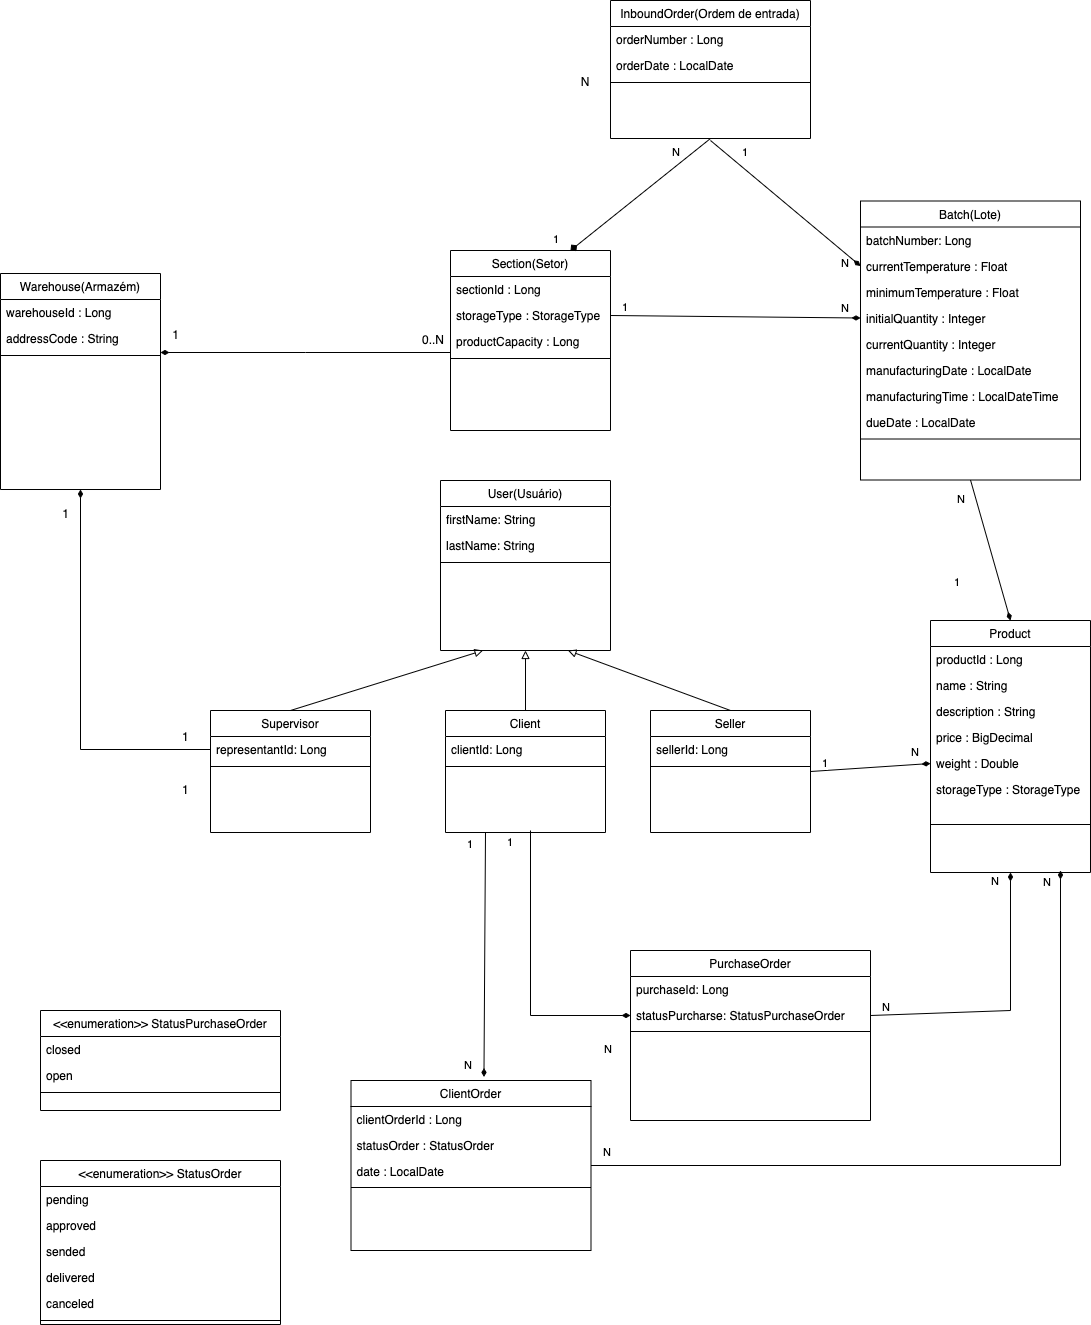 InboundOrder(Ordem de entrada)
orderNumber : Long
orderDate : LocalDate
N
N
1
1
N
Batch(Lote)
batchNumber: Long
currentTemperature : Float
minimumTemperature : Float
initialQuantity : Integer
currentQuantity : Integer
manufacturingDate : LocalDate
manufacturingTime : LocalDateTime
dueDate : LocalDate
Section(Setor)
sectionId : Long
storageType : StorageType
productCapacity : Long
1
N
Warehouse(Armazém)
warehouseId : Long
addressCode : String
1
0..N
1
User(Usuário)
firstName: String
lastName: String
N
1
Product
productId : Long
name : String
description : String
price : BigDecimal
weight : Double
storageType : StorageType
Supervisor
representantId: Long
1
1
Client
clientId: Long
Seller
sellerId: Long
1
N
1
1
N
N
PurchaseOrder
purchaseId: Long
statusPurcharse: StatusPurchaseOrder
N
N
<<enumeration>> StatusPurchaseOrder
closed
open
N
ClientOrder
clientOrderId : Long
statusOrder : StatusOrder
date : LocalDate
N
<<enumeration>> StatusOrder
pending
approved
sended
delivered
canceled